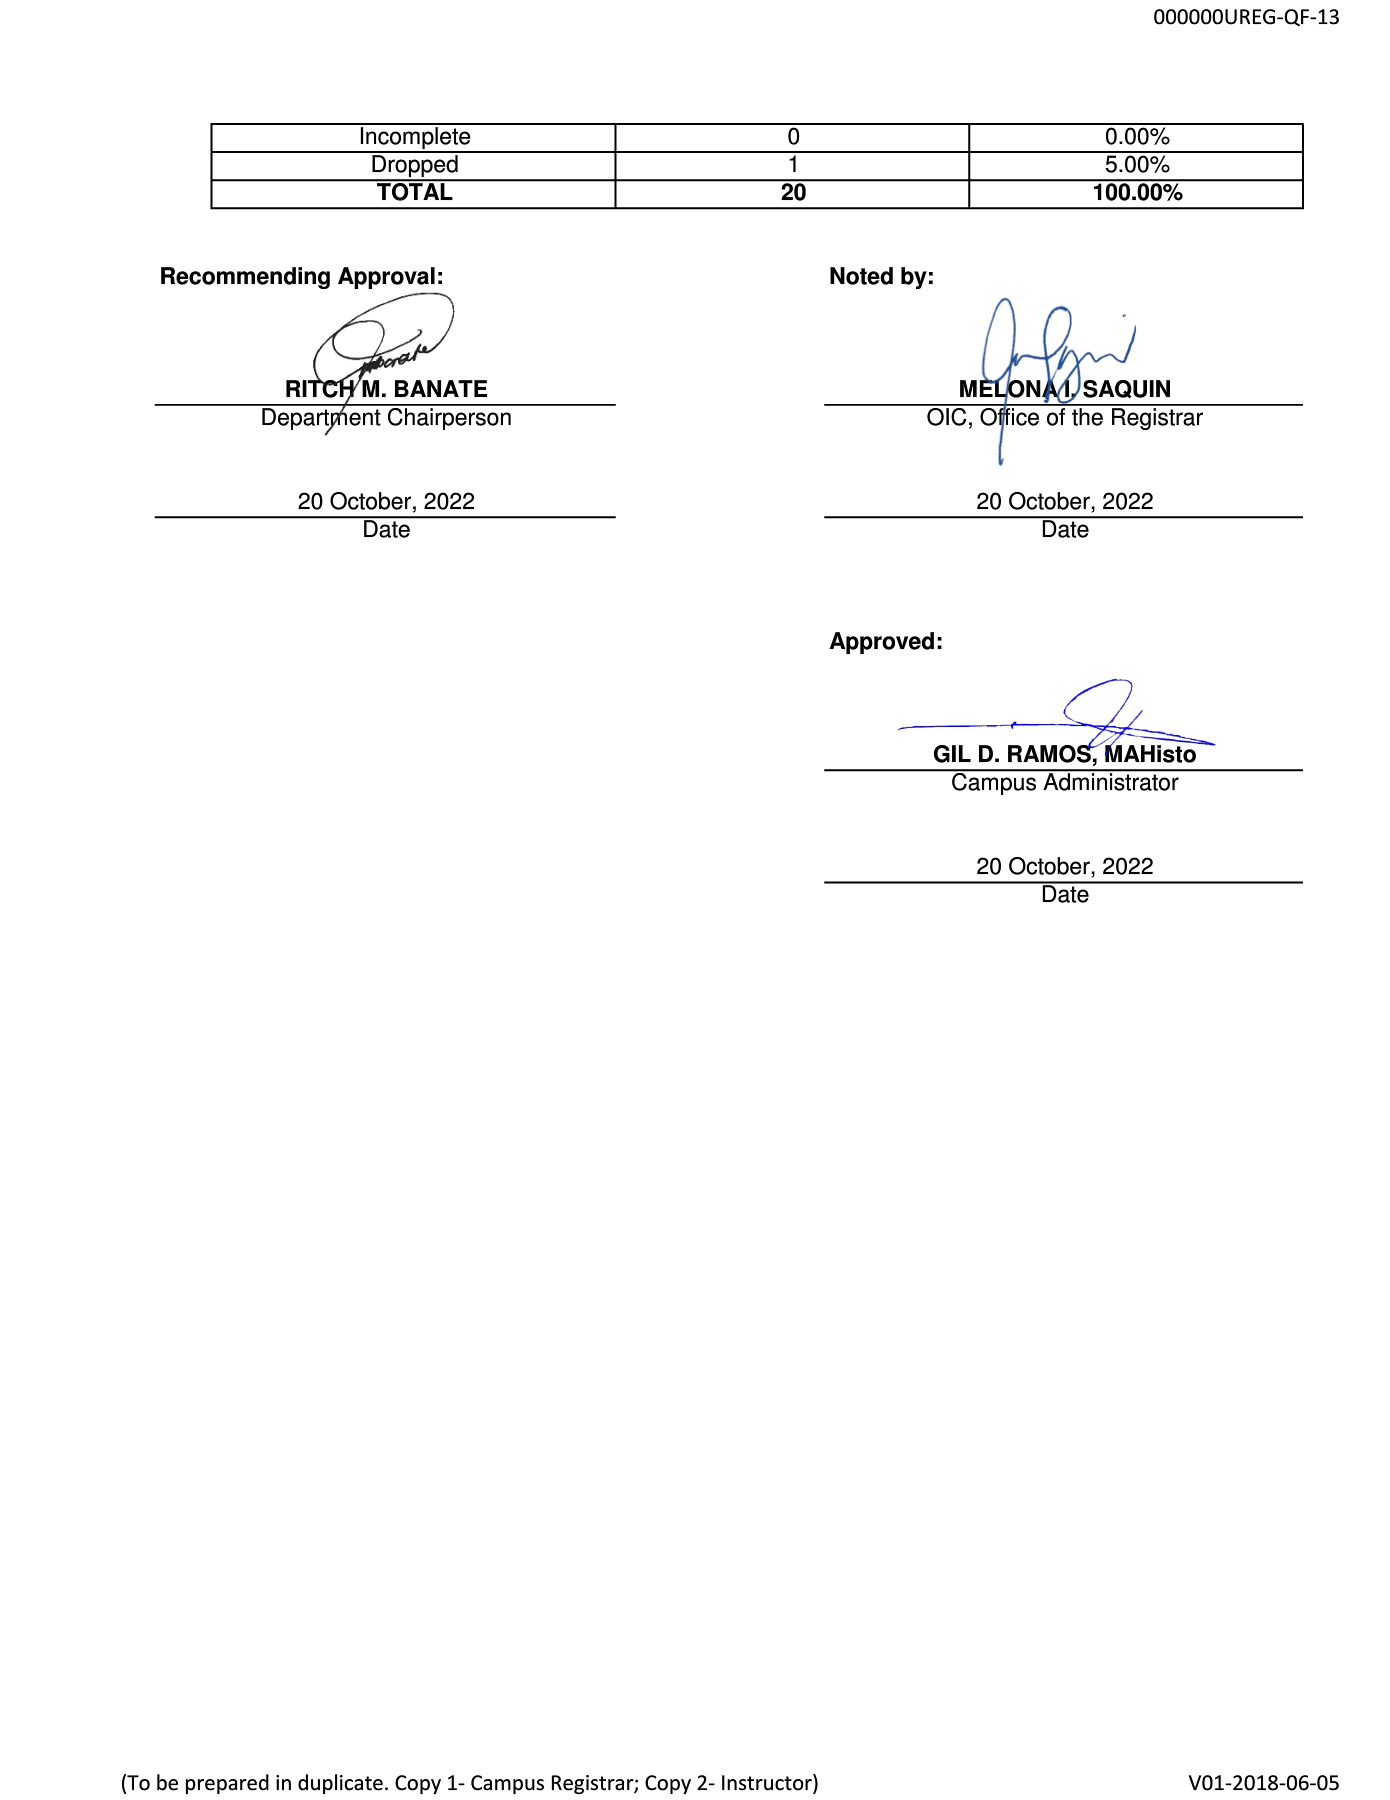 000000UREG-QF-13
Incomplete 0 0.00%
Dropped 1 5.00%
TOTAL 20 100.00%
Recommending Approval: Noted by:
RITCH M. BANATE MELONA I. SAQUIN
Department Chairperson OIC, Office of the Registrar
20 October, 2022 20 October, 2022
Date Date
Approved:
GIL D. RAMOS, MAHisto
Campus Administrator
20 October, 2022
Date
(To be prepared in duplicate. Copy 1- Campus Registrar; Copy 2- Instructor) V01-2018-06-05